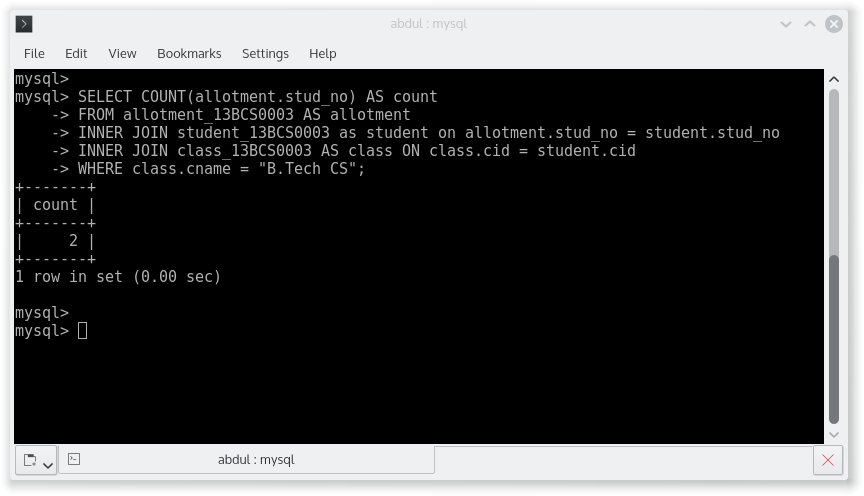 abdul : mysql
File Edit View Bookmarks Settings Help
mysql>
mysql> SELECT COUNT(allotment.stud_no) AS count
    -> FROM allotment_13BCS0003 AS allotment
    -> INNER JOIN student_13BCS0003 as student on allotment.stud_no = student.stud_no
    -> INNER JOIN class_13BCS0003 AS class ON class.cid = student.cid
    -> WHERE class.cname = "B.Tech CS";
+-------+
| count |
+-------+
|     2 |
+-------+
1 row in set (0.00 sec)
mysql>
mysql>
abdul : mysql